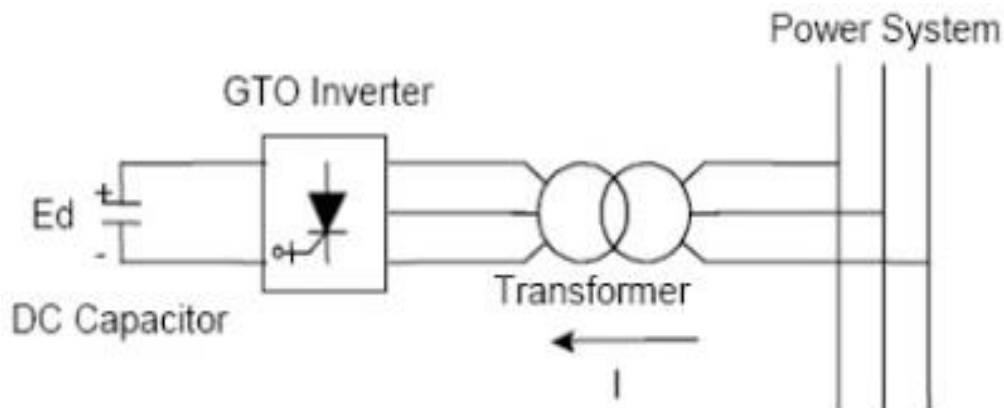 Power System
GTO Inverter
Ed
+
-
DC Capacitor
Transformer
I